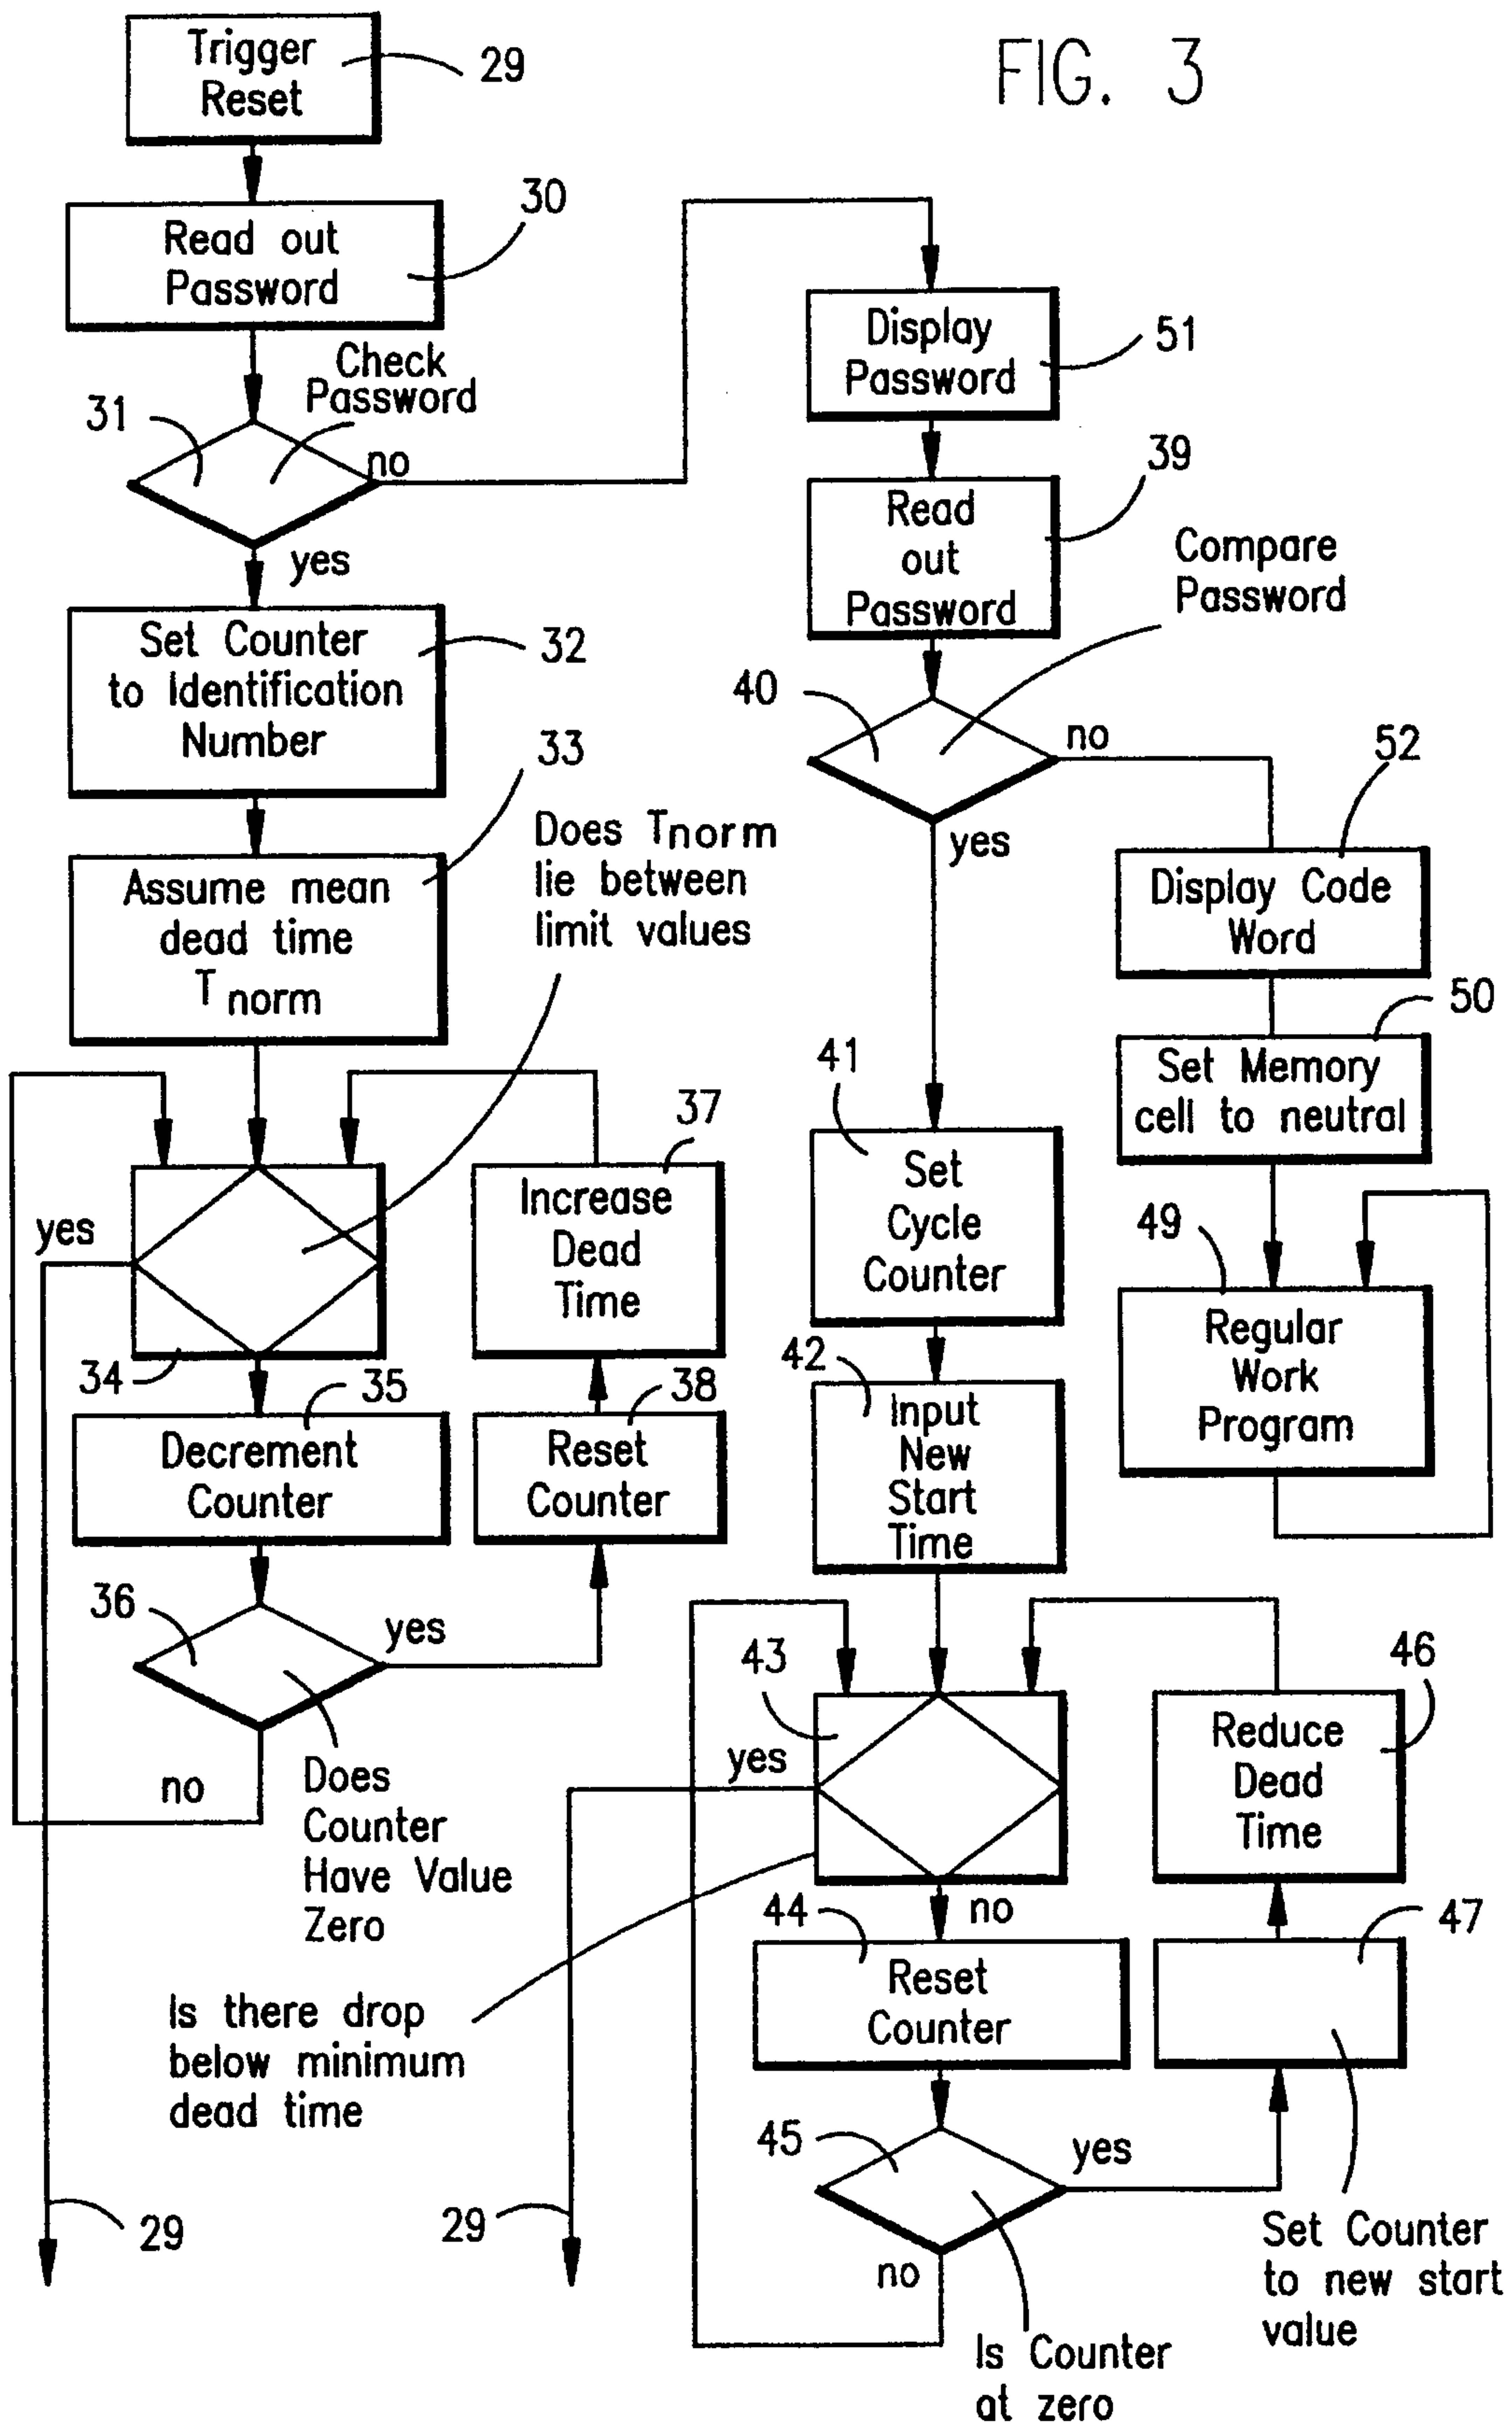 FIG. 3
Trigger
Reset
29
Read out
Password
30
Check
Password
31
no
yes
Set Counter
to Identification
Number
32
Assume mean
dead time
Tnorm
33
Does Tnorm
lie between
limit values
yes
34
Increase
Dead
Time
37
Decrement
Counter
35
Reset
Counter
38
36
yes
no
Does
Counter
Have Value
Zero
29
Display
Password
51
Read
out
Password
39
Compare
Password
40
no
yes
Display Code
Word
52
Set Memory
cell to neutral
50
Regular
Work
Program
49
41
Set
Cycle
Counter
42
Input
New
Start
Time
43
yes
no
Is there drop
below minimum
dead time
Reduce
Dead
Time
46
44
Reset
Counter
47
Set Counter
to new start
value
45
yes
no
Is Counter
at zero
29